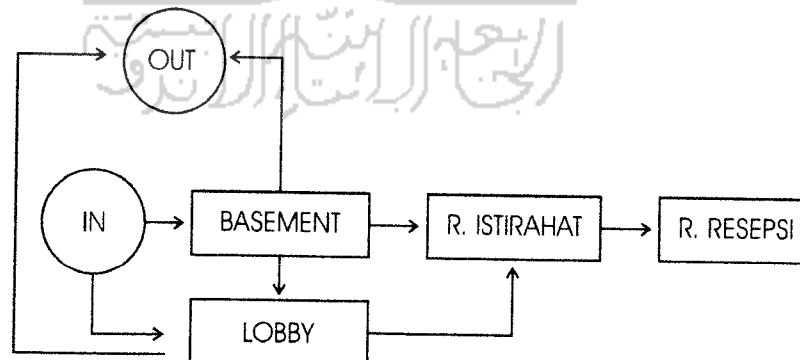 OUT
IN
BASEMENT
R. ISTIRAHAT
R. RESEPSI
LOBBY